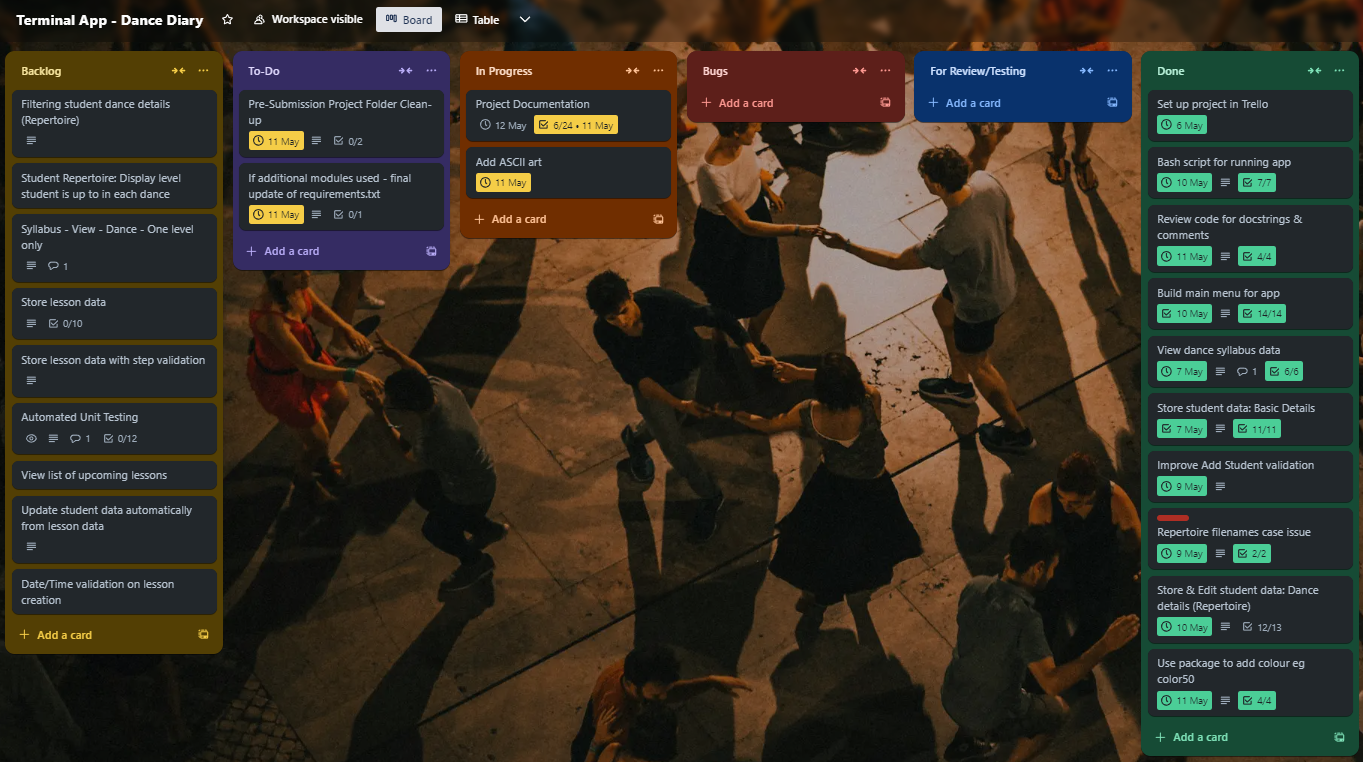 Terminal App - Dance Diary
Workspace visible
Board
Table
Backlog
Filtering student dance details
(Repertoire)
Student Repertoire: Display level
student is up to in each dance
Syllabus - View - Dance - One level
only
1
Store lesson data
0/10
Store lesson data with step validation
Automated Unit Testing
1 0/12
View list of upcoming lessons
Update student data automatically
from lesson data
Date/Time validation on lesson
creation
+ Add a card
To-Do
Pre-Submission Project Folder Clean-
up
11 May 0/2
If additional modules used - final
update of requirements.txt
11 May 0/1
+ Add a card
In Progress
Project Documentation
12 May 6/24 • 11 May
Add ASCII art
11 May
+ Add a card
Bugs
+ Add a card
For Review/Testing
+ Add a card
Done
Set up project in Trello
6 May
Bash script for running app
10 May 7/7
Review code for docstrings &
comments
11 May 4/4
Build main menu for app
10 May 14/14
View dance syllabus data
7 May 1 6/6
Store student data: Basic Details
7 May 11/11
Improve Add Student validation
9 May
Repertoire filenames case issue
9 May 2/2
Store & Edit student data: Dance
details (Repertoire)
10 May 12/13
Use package to add colour eg
color50
11 May 4/4
+ Add a card